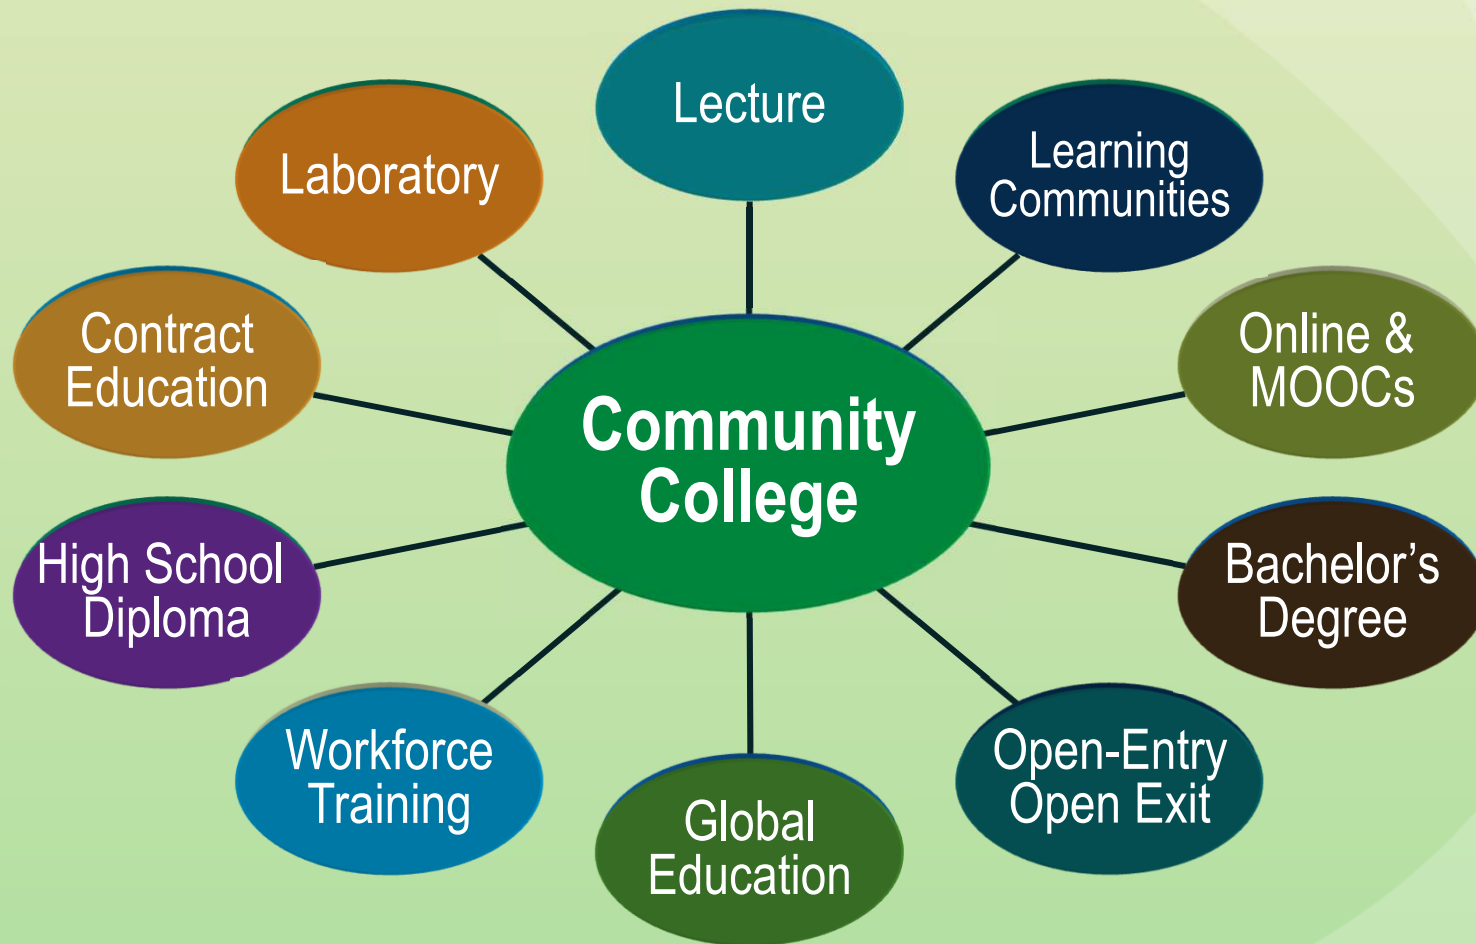 Lecture
Laboratory
Learning
Communities
Contract
Education
Online &
MOOCs
Community
College
High School
Diploma
Bachelor's
Degree
Workforce
Training
Open-Entry
Open Exit
Global
Education